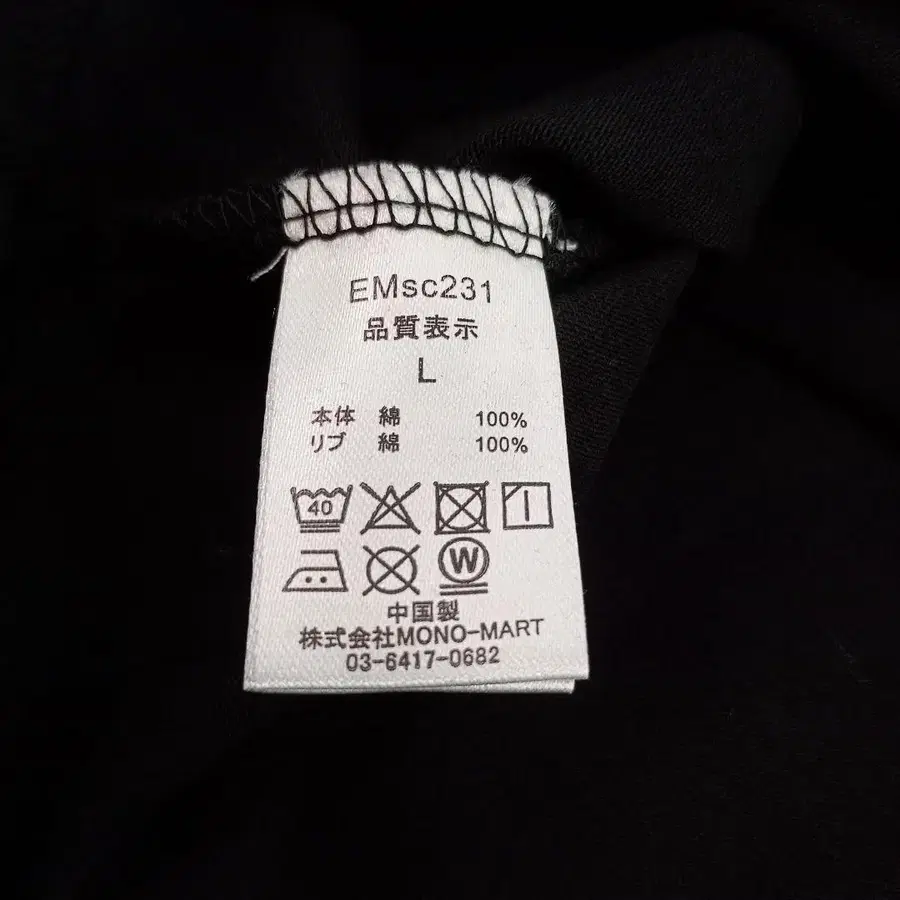 EMsc231
品質表示
L
本体 綿 100%
リブ 綿 100%
40
W
中国製
株式会社MONO-MART
03-6417-0682